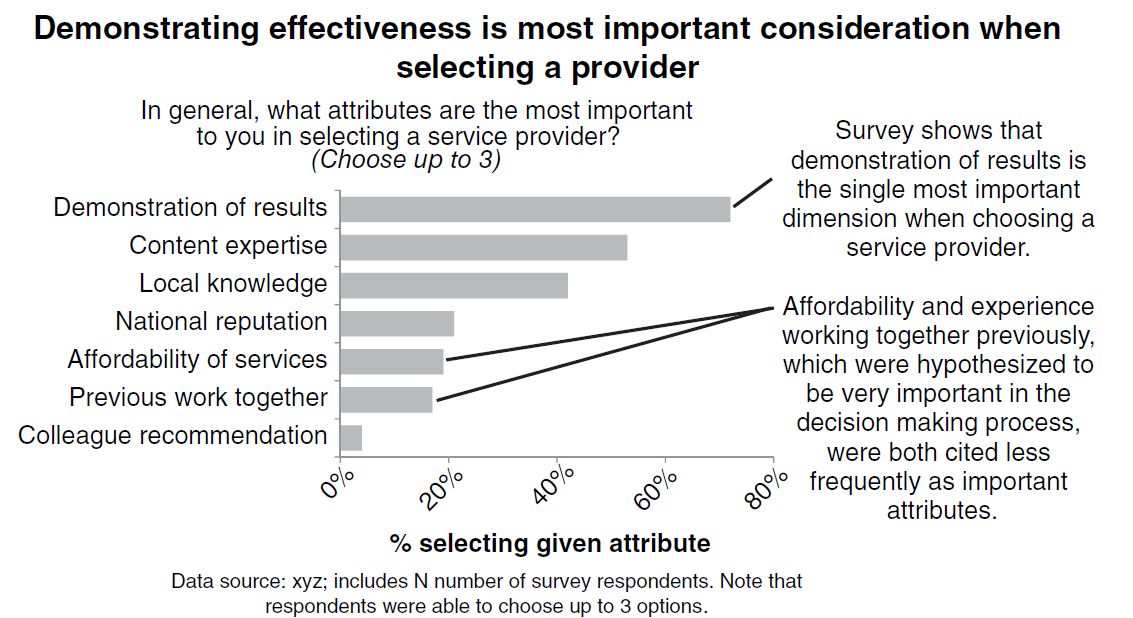 Demonstrating effectiveness is most important consideration when
selecting a provider
In general, what attributes are the most important
to you in selecting a service provider?
(Choose up to 3)
Demonstration of results
Content expertise
Local knowledge
National reputation
Affordability of services
Previous work together
Colleague recommendation
0%
20%
40%
60%
80%
% selecting given attribute
Survey shows that
demonstration of results is
the single most important
dimension when choosing a
service provider.
Affordability and experience
working together previously,
which were hypothesized to
be very important in the
decision making process,
were both cited less
frequently as important
attributes.
Data source: xyz; includes N number of survey respondents. Note that
respondents were able to choose up to 3 options.